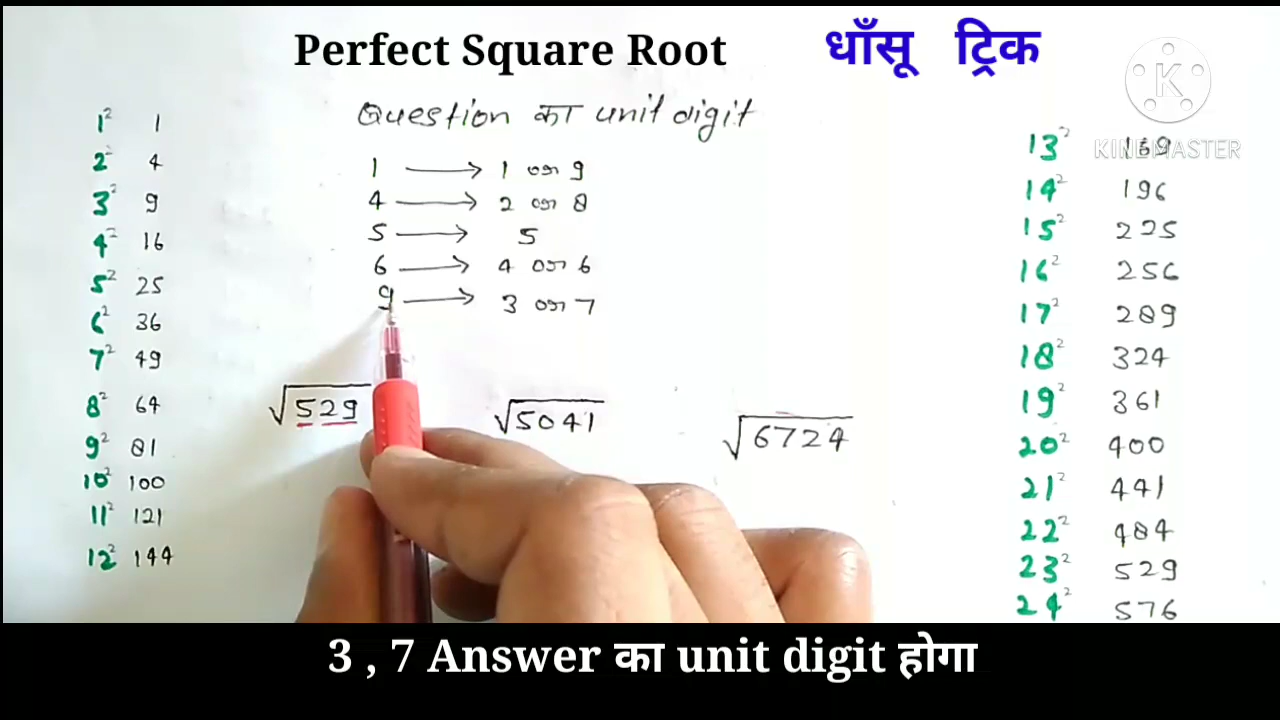 Perfect Square Root धाँसू ट्रिक
K
KINEMASTER
Question का unit digit
1 → 1 or 9
4 → 2 or 8
5 → 5
6 → 4 or 6
9 → 3 or 7
√529 √5041 √6724
1² 1
2² 4
3² 9
4² 16
5² 25
6² 36
7² 49
8² 64
9² 81
10² 100
11² 121
12² 144
13² 169
14² 196
15² 225
16² 256
17² 289
18² 324
19² 361
20² 400
21² 441
22² 484
23² 529
24² 576
3 , 7 Answer का unit digit होगा